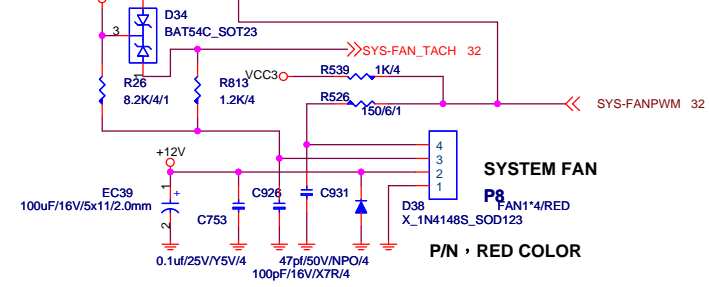 D34
3
BAT54C_SOT23
1
SYS-FAN_TACH 32
R26
8.2K/4/1
R813
1.2K/4
VCC3
R539
1K/4
R526
150/6/1
SYS-FANPWM 32
4
3
2
1
SYSTEM FAN
P8
FAN1*4/RED
+12V
1
+
2
EC39
100uF/16V/5x11/2.0mm
C753
C926
C931
D38
X_1N4148S_SOD123
0.1uf/25V/Y5V/4
47pf/50V/NPO/4
100pF/16V/X7R/4
P/N,RED COLOR